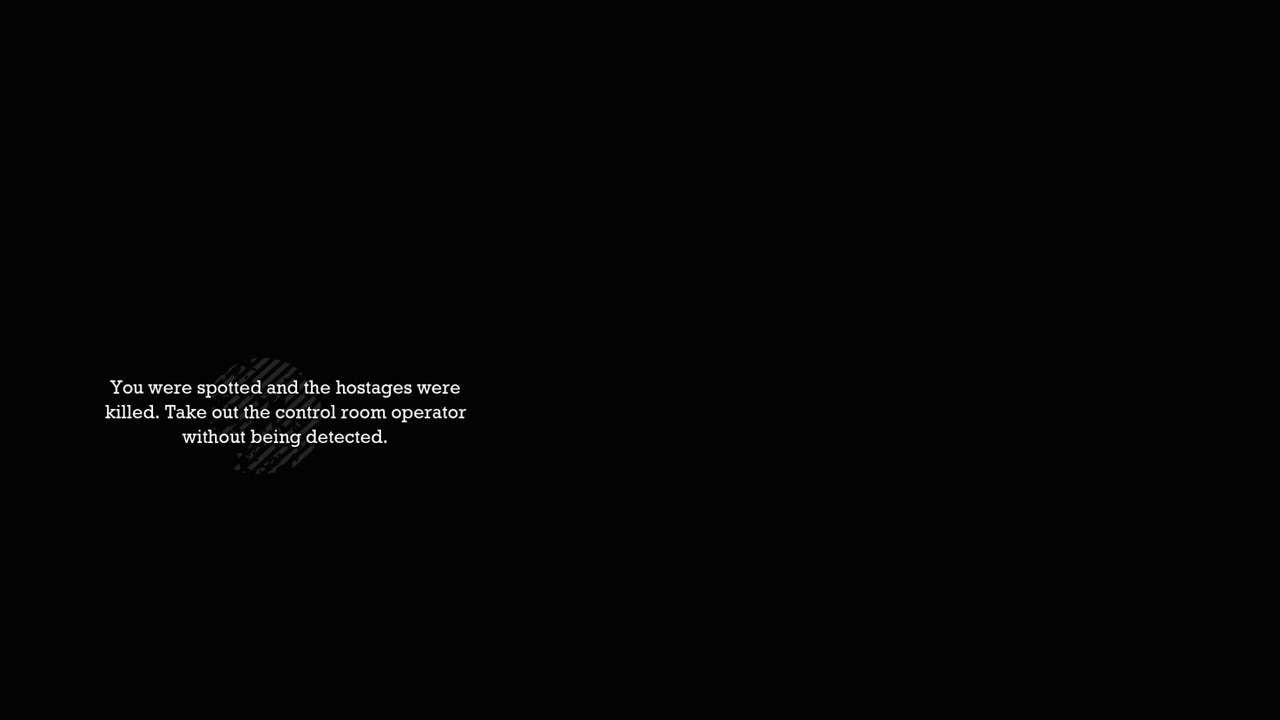 You were spotted and the hostages were
killed. Take out the control room operator
without being detected.